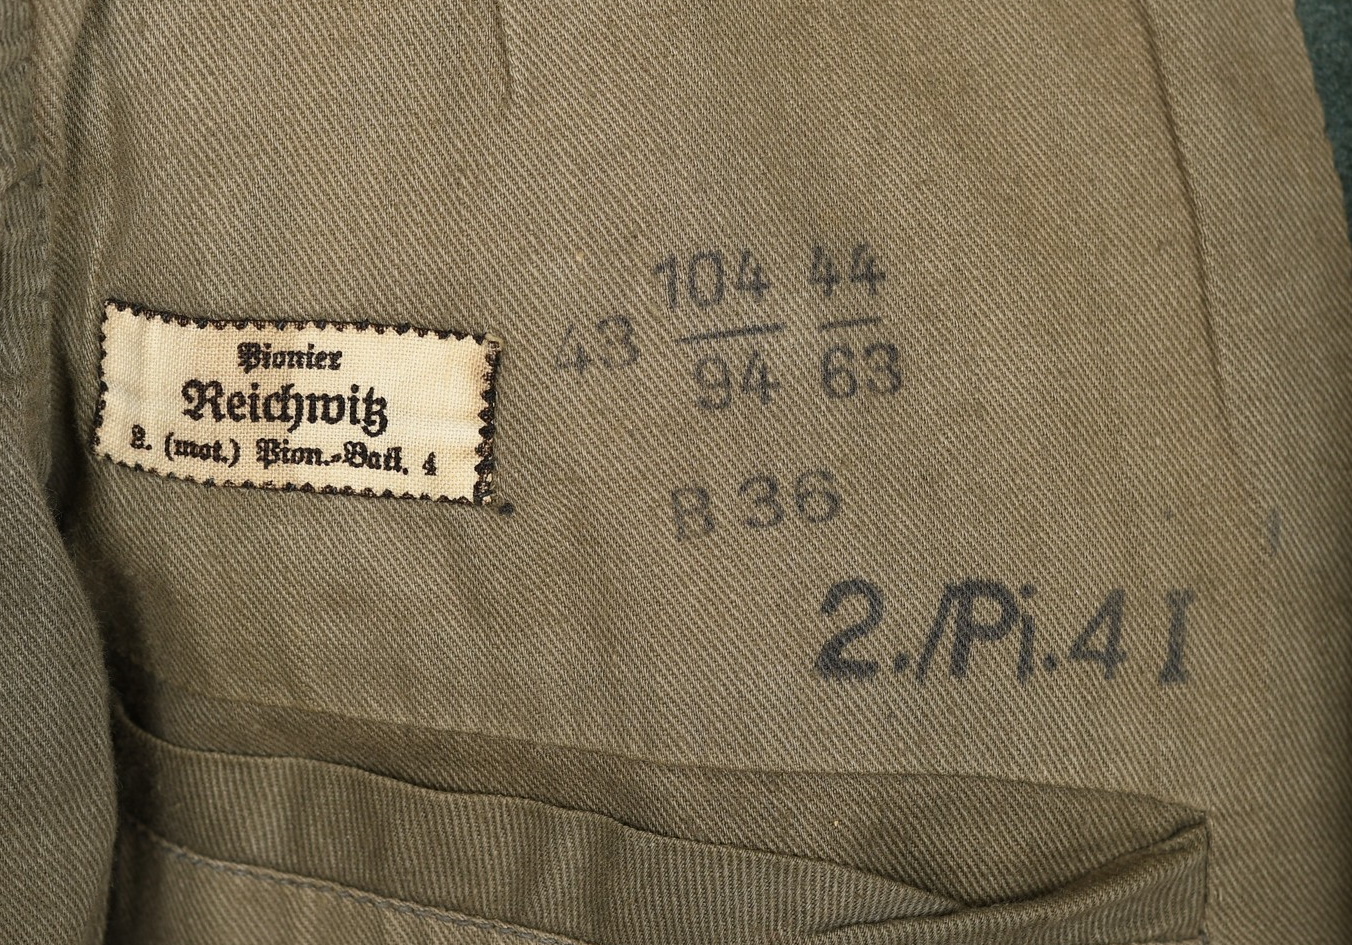 Pionier
Reichwitz
2. (mot.) Pion.-Batl. 4
104 44
43
94 63
B 36
2./Pi.4 I